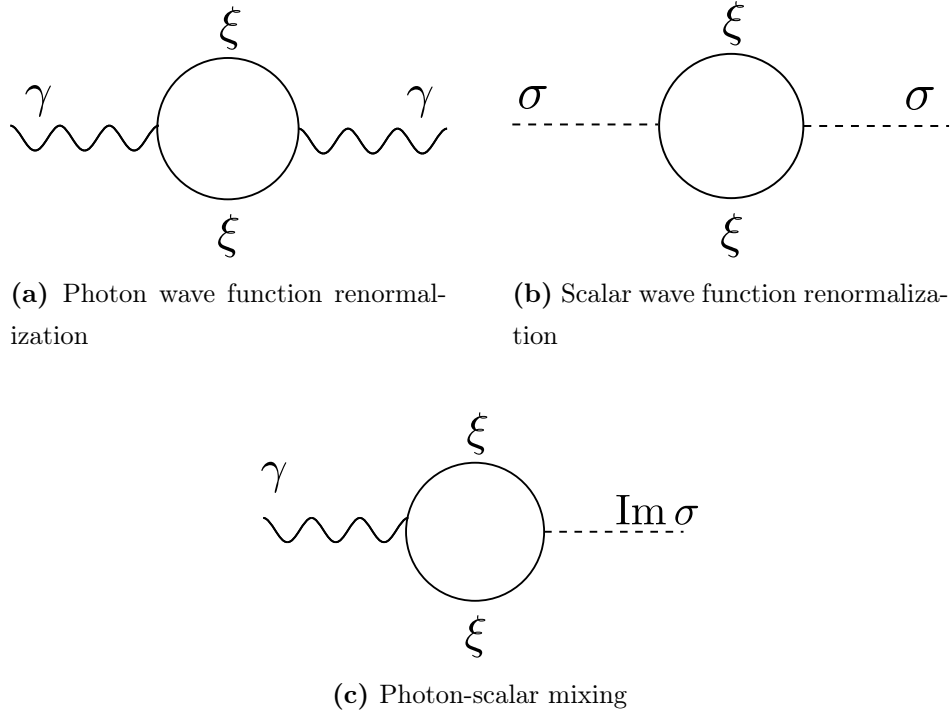 ξ ξ
γ γ σ σ
ξ ξ
(a) Photon wave function renormal-
ization
(b) Scalar wave function renormaliza-
tion
ξ
γ Im σ
ξ
(c) Photon-scalar mixing